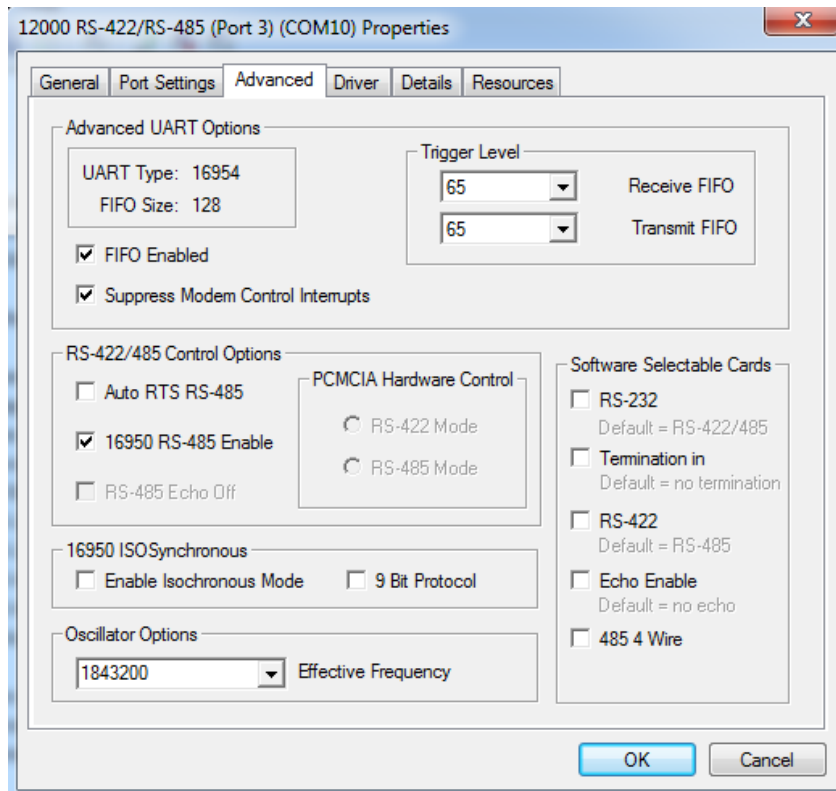 12000 RS-422/RS-485 (Port 3) (COM10) Properties
General Port Settings Advanced Driver Details Resources
Advanced UART Options
UART Type: 16954
FIFO Size: 128
Trigger Level
65 Receive FIFO
65 Transmit FIFO
FIFO Enabled
Suppress Modem Control Interrupts
RS-422/485 Control Options
Auto RTS RS-485
16950 RS-485 Enable
RS-485 Echo Off
PCMCIA Hardware Control
RS-422 Mode
RS-485 Mode
Software Selectable Cards
RS-232
Default = RS-422/485
Termination in
Default = no termination
RS-422
Default = RS-485
Echo Enable
Default = no echo
485 4 Wire
16950 ISOSynchronous
Enable Isochronous Mode 9 Bit Protocol
Oscillator Options
1843200 Effective Frequency
OK Cancel